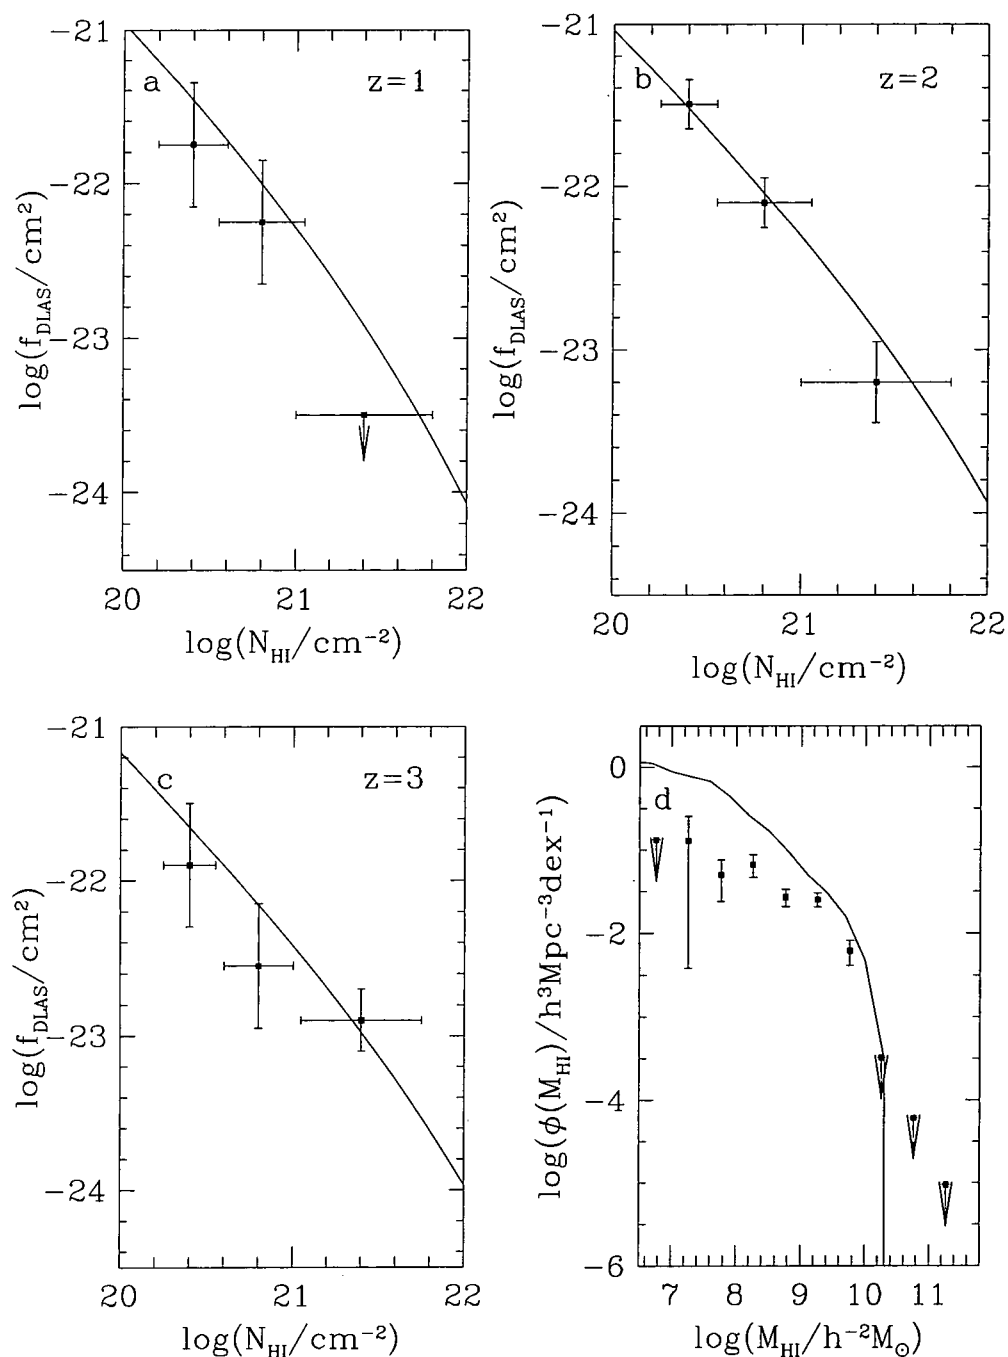 a
z=1
-21
-22
-23
-24
log(f_DLAS/cm²)
20
21
22
log(N_HI/cm⁻²)
b
z=2
-21
-22
-23
-24
log(f_DLAS/cm²)
20
21
22
log(N_HI/cm⁻²)
c
z=3
-21
-22
-23
-24
log(f_DLAS/cm²)
20
21
22
log(N_HI/cm⁻²)
d
0
-2
-4
-6
log(ϕ(M_HI)/h³Mpc⁻³dex⁻¹)
7
8
9
10
11
log(M_HI/h⁻²M_⊙)